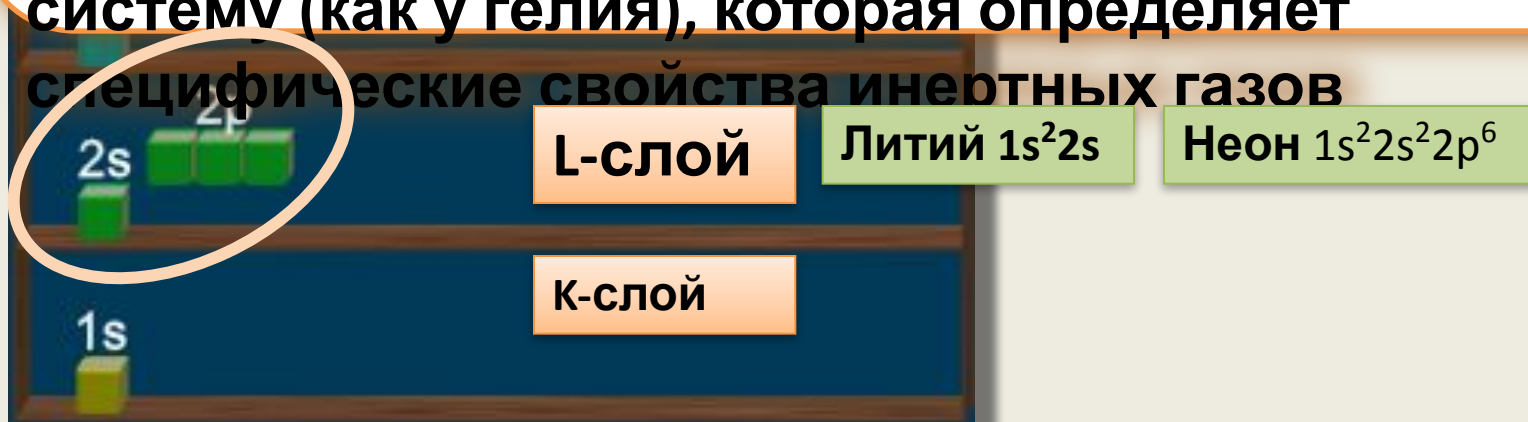 систему (как у гелия), которая определяет
специфические свойства инертных газов
2p
2s
L-слой
Литий 1s²2s
Неон 1s²2s²2p⁶
K-слой
1s